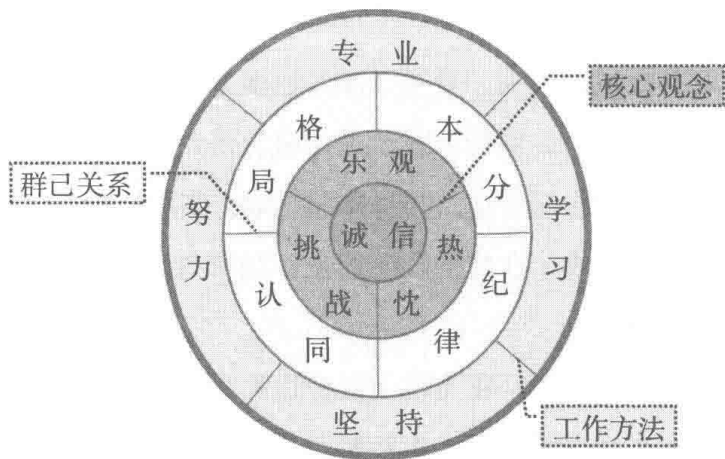 专业
核心观念
格局
本分
乐观
群己关系
努力
诚信
挑战
热忱
学习
认同
纪律
坚持
工作方法